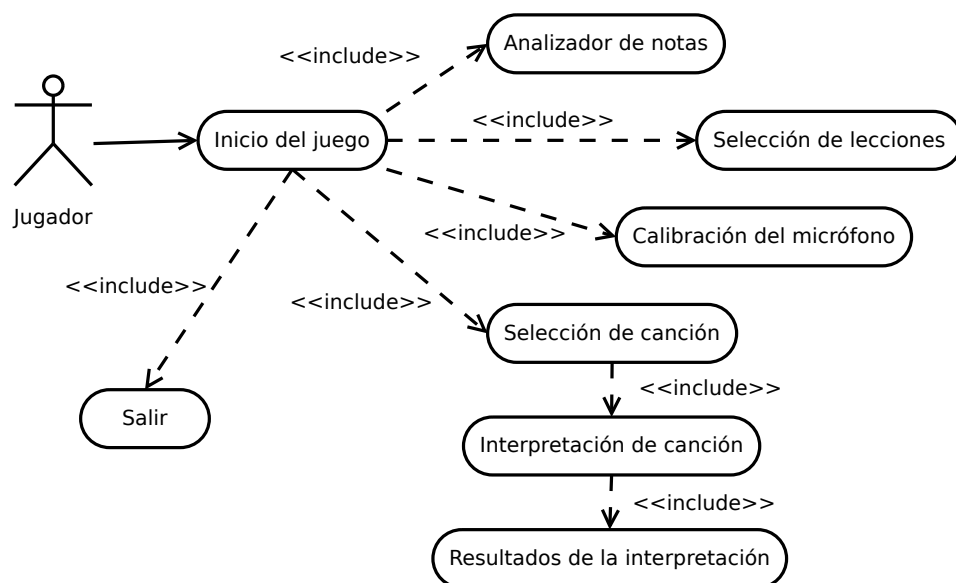 Analizador de notas
<<include>>
<<include>>
Inicio del juego
Selección de lecciones
Jugador
<<include>>
Calibración del micrófono
<<include>>
<<include>>
Selección de canción
<<include>>
Salir
Interpretación de canción
<<include>>
Resultados de la interpretación